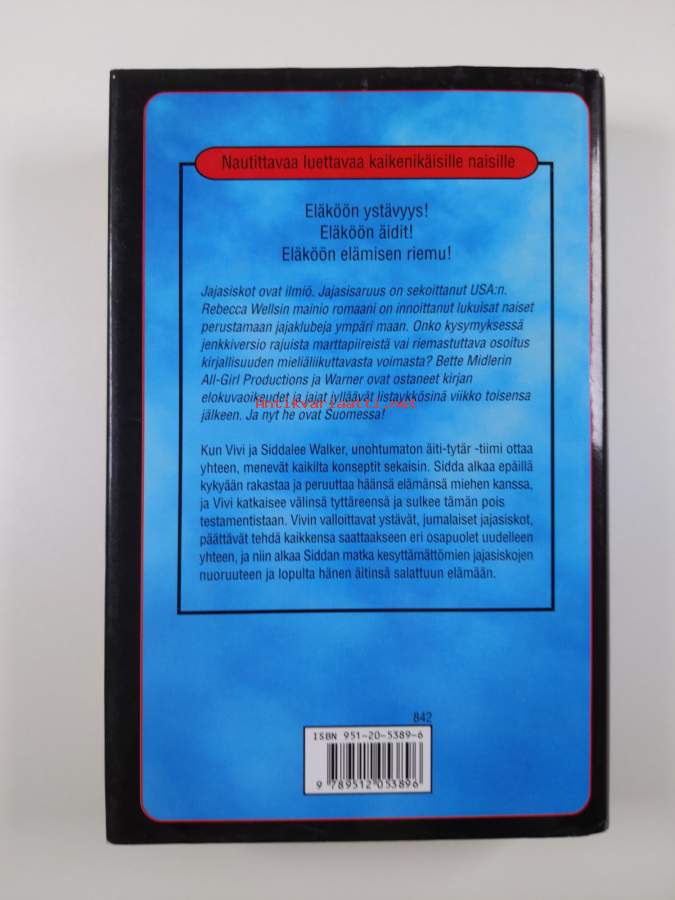 Nautittavaa luettavaa kaikenikäisille naisille
Eläköön ystävyys!
Eläköön äidit!
Eläköön elämisen riemu!
Jajasiskot ovat ilmiö. Jajasisaruus on sekoittanut USA:n.
Rebecca Wellsin mainio romaani on innoittanut lukuisat naiset
perustamaan jajaklubeja ympäri maan. Onko kysymyksessä
jenkkiversio rajuista marttapiireistä vai riemastuttava osoitus
kirjallisuuden mieliäliikuttavasta voimasta? Bette Midlerin
All-Girl Productions ja Warner ovat ostaneet kirjan
elokuvaoikeudet ja jajat jylläävät listaykkösinä viikko toisensa
Antikvariaatti.net
jälkeen. Ja nyt he ovat Suomessa!
Kun Vivi ja Siddalee Walker, unohtumaton äiti-tytär -tiimi ottaa
yhteen, menevät kaikilta konseptit sekaisin. Sidda alkaa epäillä
kykyään rakastaa ja peruuttaa häänsä elämänsä miehen kanssa,
ja Vivi katkaisee välinsä tyttäreensä ja sulkee tämän pois
testamentistaan. Vivin valloittavat ystävät, jumalaiset jajasiskot,
päättävät tehdä kaikkensa saattaakseen eri osapuolet uudelleen
yhteen, ja niin alkaa Siddan matka kesyttämättömien jajasiskojen
nuoruuteen ja lopulta hänen äitinsä salattuun elämään.
842
ISBN 951-20-5389-6
9 789512 053896